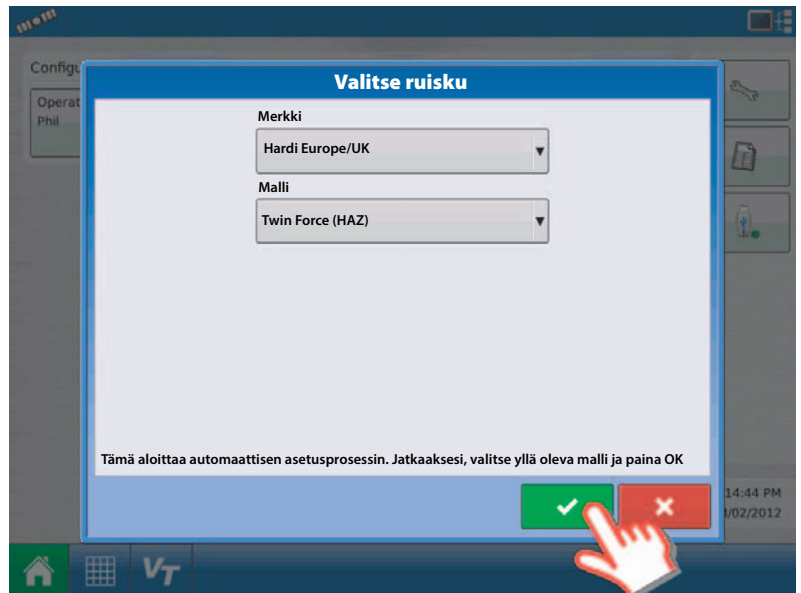 Configu
Operat
Phil
Valitse ruisku
Merkki
Hardi Europe/UK
Malli
Twin Force (HAZ)
Tämä aloittaa automaattisen asetusprosessin. Jatkaaksesi, valitse yllä oleva malli ja paina OK
14:44 PM
/02/2012
VT